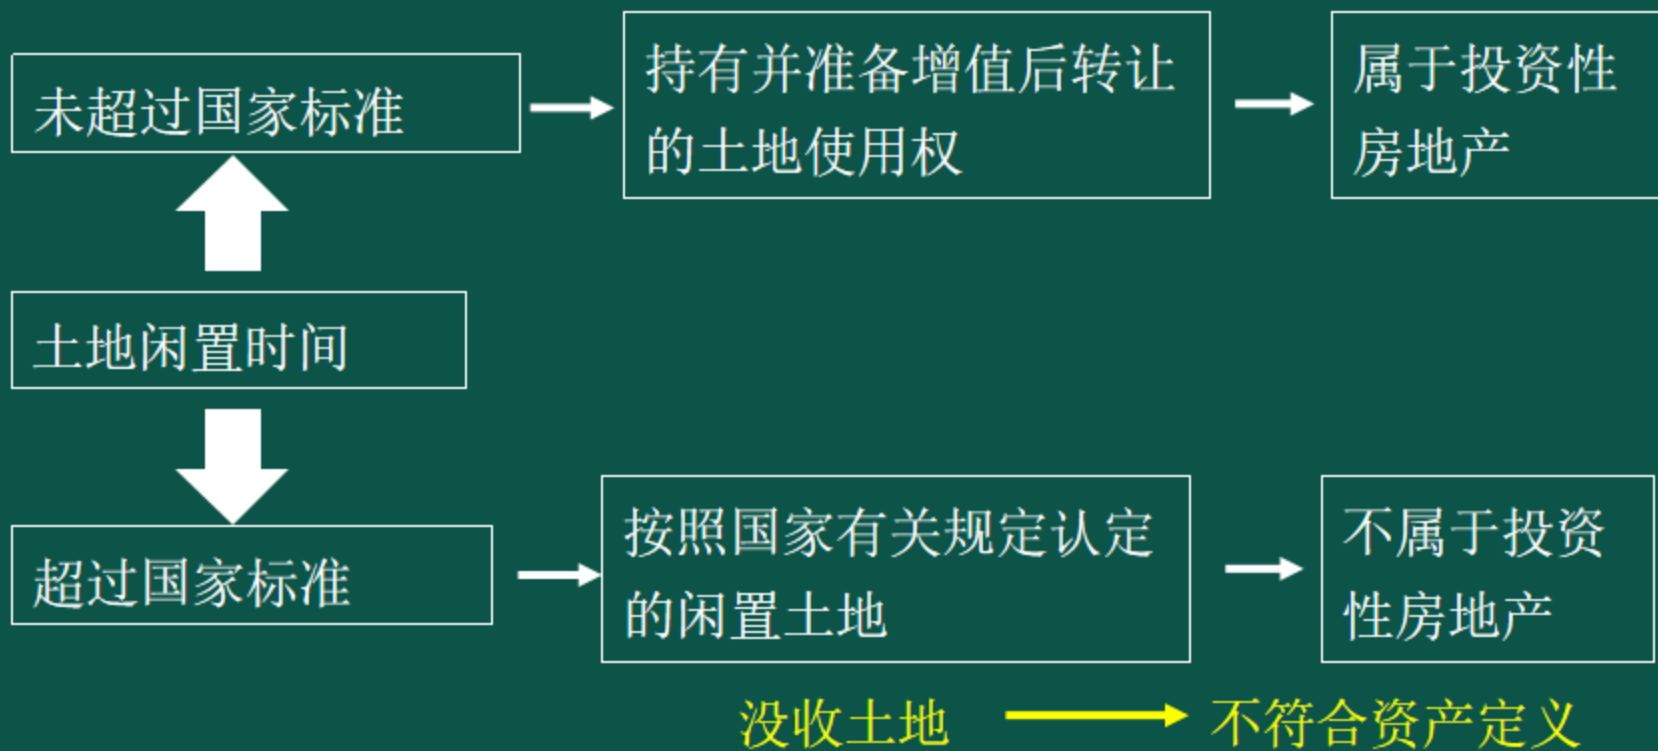 未超过国家标准
持有并准备增值后转让
的土地使用权
属于投资性
房地产
土地闲置时间
超过国家标准
按照国家有关规定认定
的闲置土地
不属于投资
性房地产
没收土地
不符合资产定义